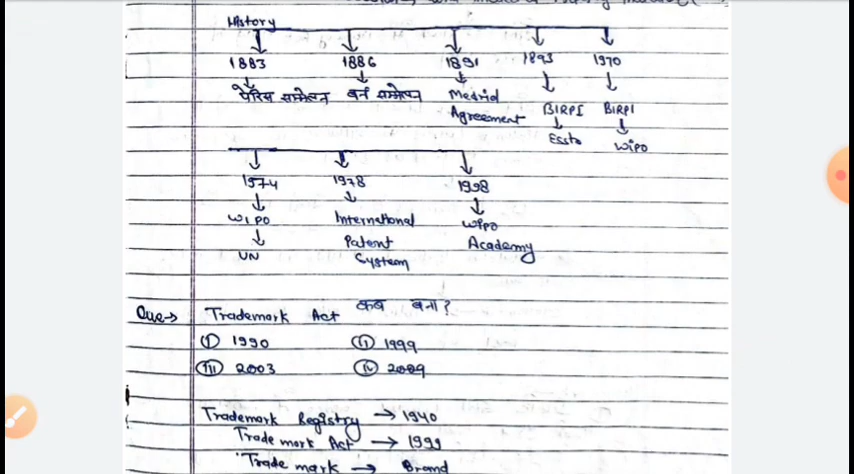 History
1883 1886 1891 1893 1970
पेरिस सम्मेलन बर्न सम्मेलन Madrid BIRPI BIRPI
Agreement Estb WIPO
1974 1978 1998
WIPO International WIPO
UN Patent Academy
System
Que→ Trademark Act कब बना?
(I) 1990 (II) 1999
(III) 2003 (IV) 2009
Trademark Registry → 1940
Trade mark Act → 1999
"Trade mark → Brand